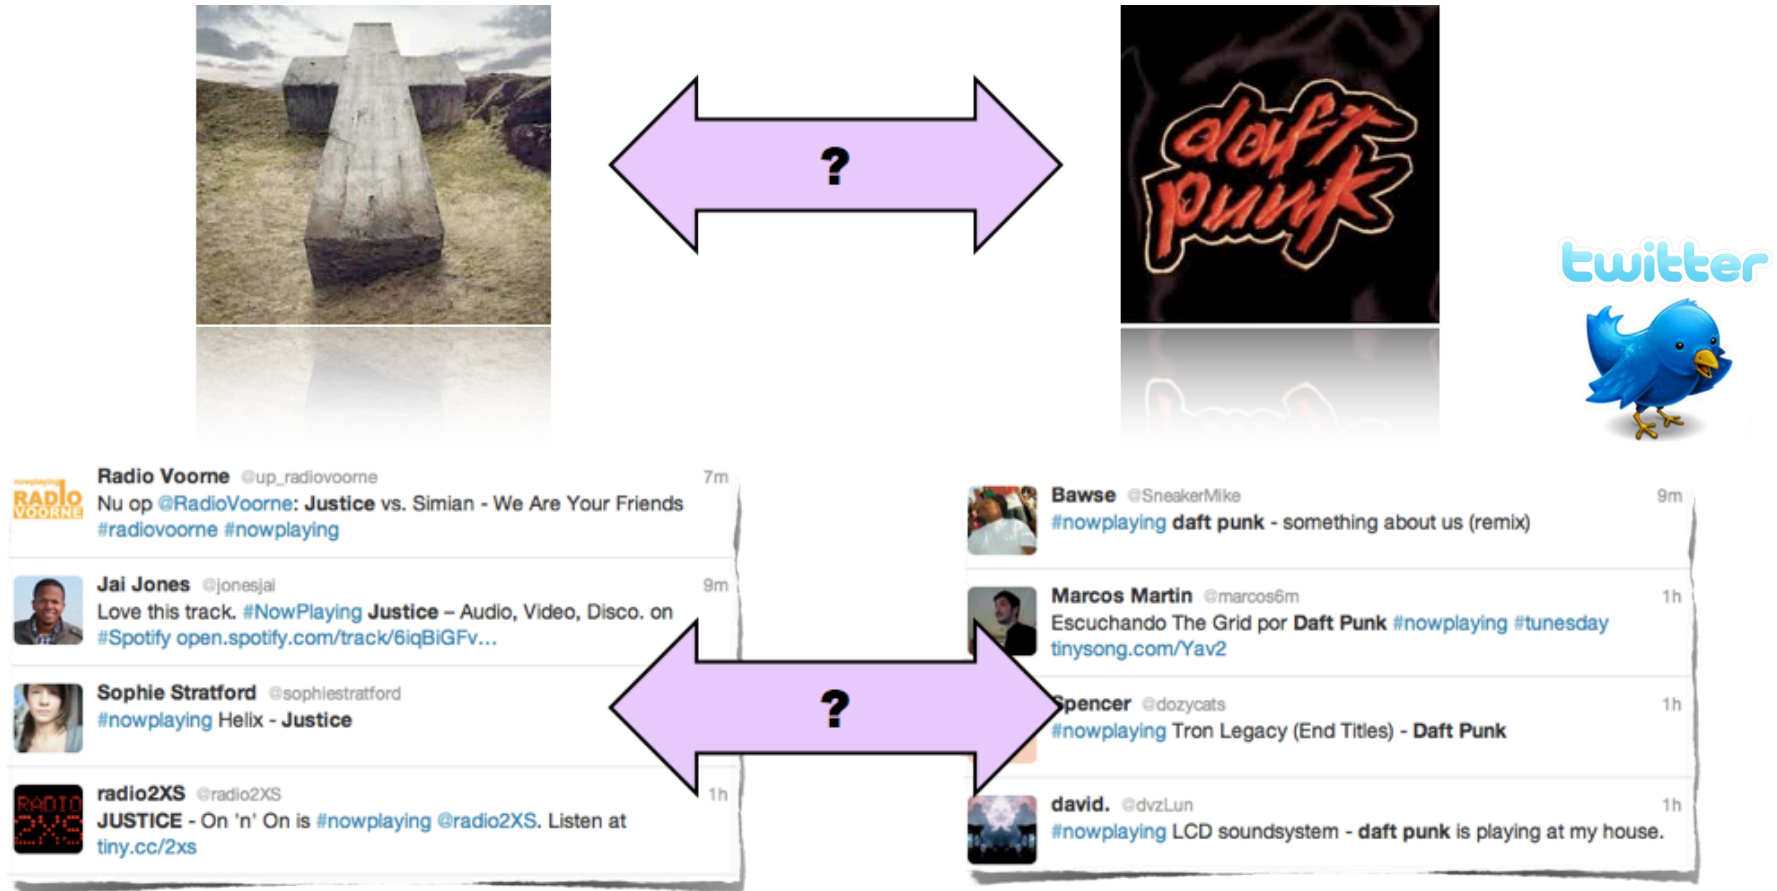 ?
daft
punk
twitter
nowplaying
RADIO
VOORNE
Radio Voorne @up_radiovoorne 7m
Nu op @RadioVoorne: Justice vs. Simian - We Are Your Friends
#radiovoorne #nowplaying
Jai Jones @jonesjai 9m
Love this track. #NowPlaying Justice – Audio, Video, Disco. on
#Spotify open.spotify.com/track/6iqBiGFv...
Sophie Stratford @sophiestratford
#nowplaying Helix - Justice
RADIO
2XS
radio2XS @radio2XS 1h
JUSTICE - On 'n' On is #nowplaying @radio2XS. Listen at
tiny.cc/2xs
?
Bawse @SneakerMike 9m
#nowplaying daft punk - something about us (remix)
Marcos Martin @marcos6m 1h
Escuchando The Grid por Daft Punk #nowplaying #tunesday
tinysong.com/Yav2
Spencer @dozycats 1h
#nowplaying Tron Legacy (End Titles) - Daft Punk
david. @dvzLun 1h
#nowplaying LCD soundsystem - daft punk is playing at my house.